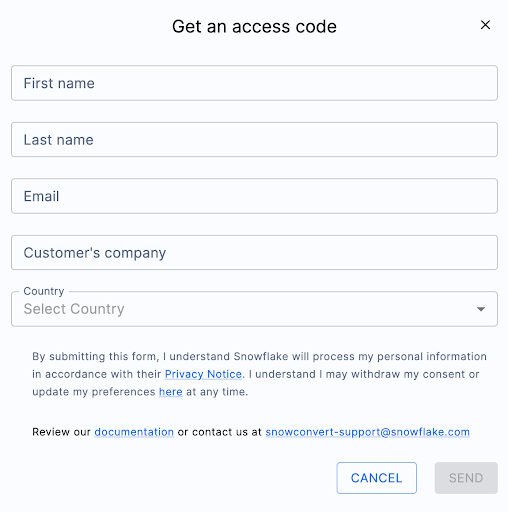 Get an access code
First name
Last name
Email
Customer's company
Country
Select Country
By submitting this form, I understand Snowflake will process my personal information
in accordance with their Privacy Notice. I understand I may withdraw my consent or
update my preferences here at any time.
Review our documentation or contact us at snowconvert-support@snowflake.com
CANCEL SEND